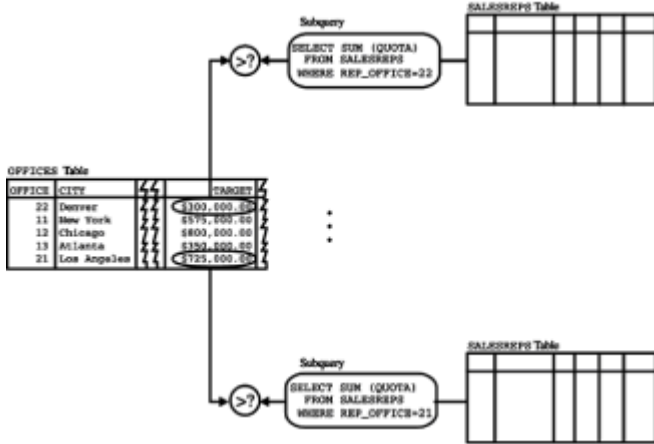 SALESREPS Table
Subquery
SELECT SUM (QUOTA)
FROM SALESREPS
WHERE REP_OFFICE=22
>?
OFFICES Table
OFFICE CITY TARGET
22 Denver $300,000.00
11 New York $575,000.00
12 Chicago $800,000.00
13 Atlanta $350,000.00
21 Los Angeles $725,000.00
SALESREPS Table
Subquery
SELECT SUM (QUOTA)
FROM SALESREPS
WHERE REP_OFFICE=21
>?